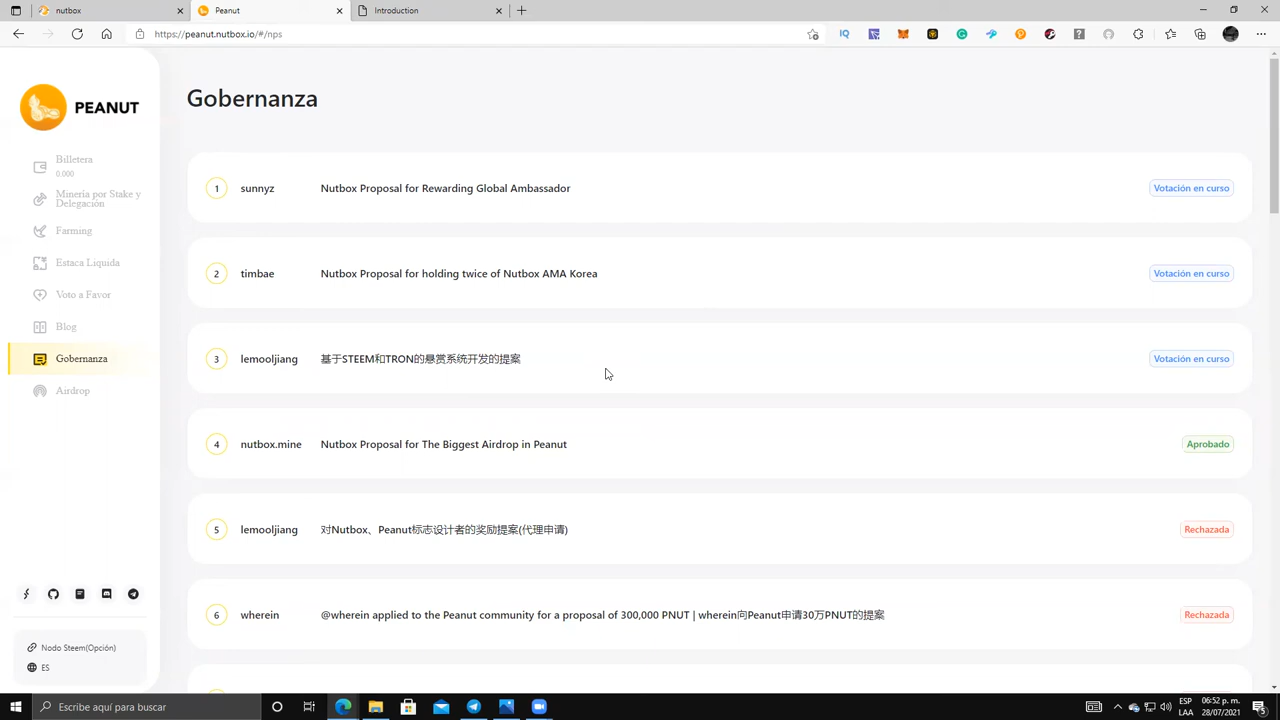 nutbox
Peanut
Introduction
https://peanut.nutbox.io/#/nps
PEANUT
Billetera
0.000
Minería por Stake y
Delegación
Farming
Estaca Liquida
Voto a Favor
Blog
Gobernanza
Airdrop
Nodo Steem(Opción)
ES
Gobernanza
1 sunnyz Nutbox Proposal for Rewarding Global Ambassador Votación en curso
2 timbae Nutbox Proposal for holding twice of Nutbox AMA Korea Votación en curso
3 lemooljiang 基于STEEM和TRON的悬赏系统开发的提案 Votación en curso
4 nutbox.mine Nutbox Proposal for The Biggest Airdrop in Peanut Aprobado
5 lemooljiang 对Nutbox、Peanut标志设计者的奖励提案(代理申请) Rechazada
6 wherein @wherein applied to the Peanut community for a proposal of 300,000 PNUT | wherein向Peanut申请30万PNUT的提案 Rechazada
Escribe aquí para buscar
ESP
LAA
06:52 p. m.
28/07/2021